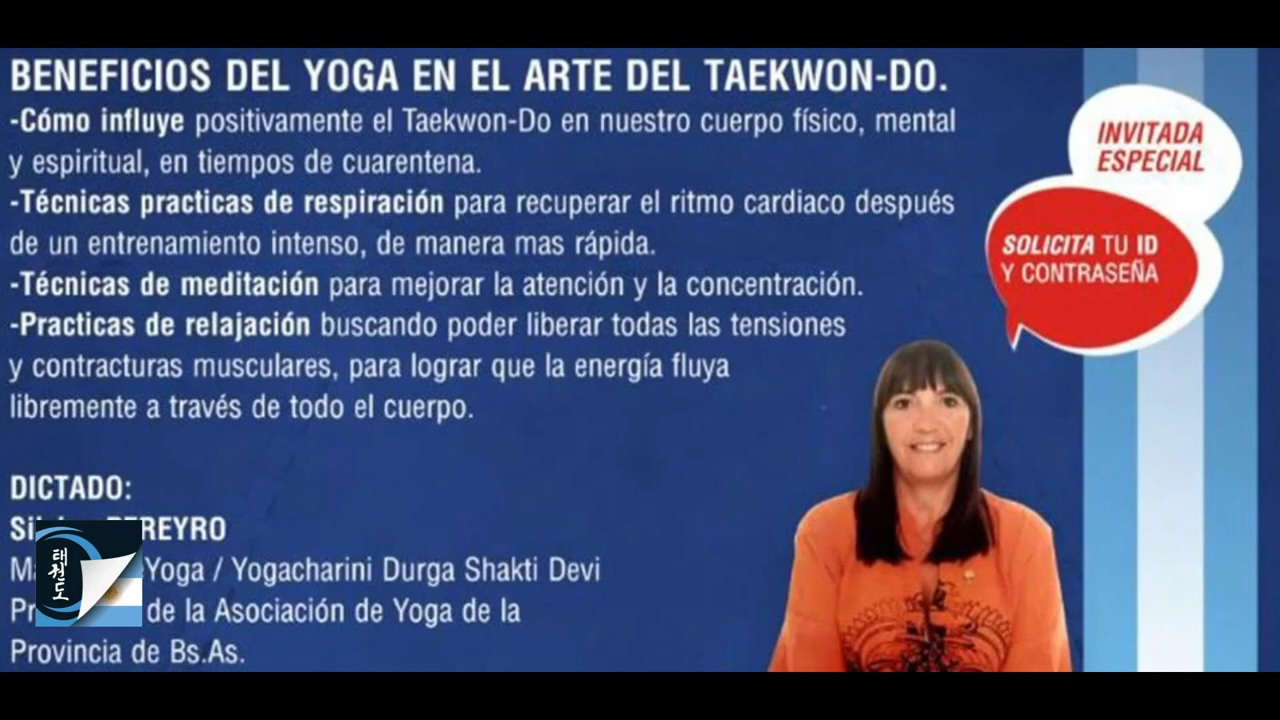 BENEFICIOS DEL YOGA EN EL ARTE DEL TAEKWON-DO.
-Cómo influye positivamente el Taekwon-Do en nuestro cuerpo físico, mental
y espiritual, en tiempos de cuarentena.
-Técnicas practicas de respiración para recuperar el ritmo cardiaco después
de un entrenamiento intenso, de manera mas rápida.
-Técnicas de meditación para mejorar la atención y la concentración.
-Practicas de relajación buscando poder liberar todas las tensiones
y contracturas musculares, para lograr que la energía fluya
libremente a través de todo el cuerpo.
INVITADA
ESPECIAL
SOLICITA TU ID
Y CONTRASEÑA
DICTADO:
Yoga / Yogacharini Durga Shakti Devi
de la Asociación de Yoga de la
Provincia de Bs.As.
태권도